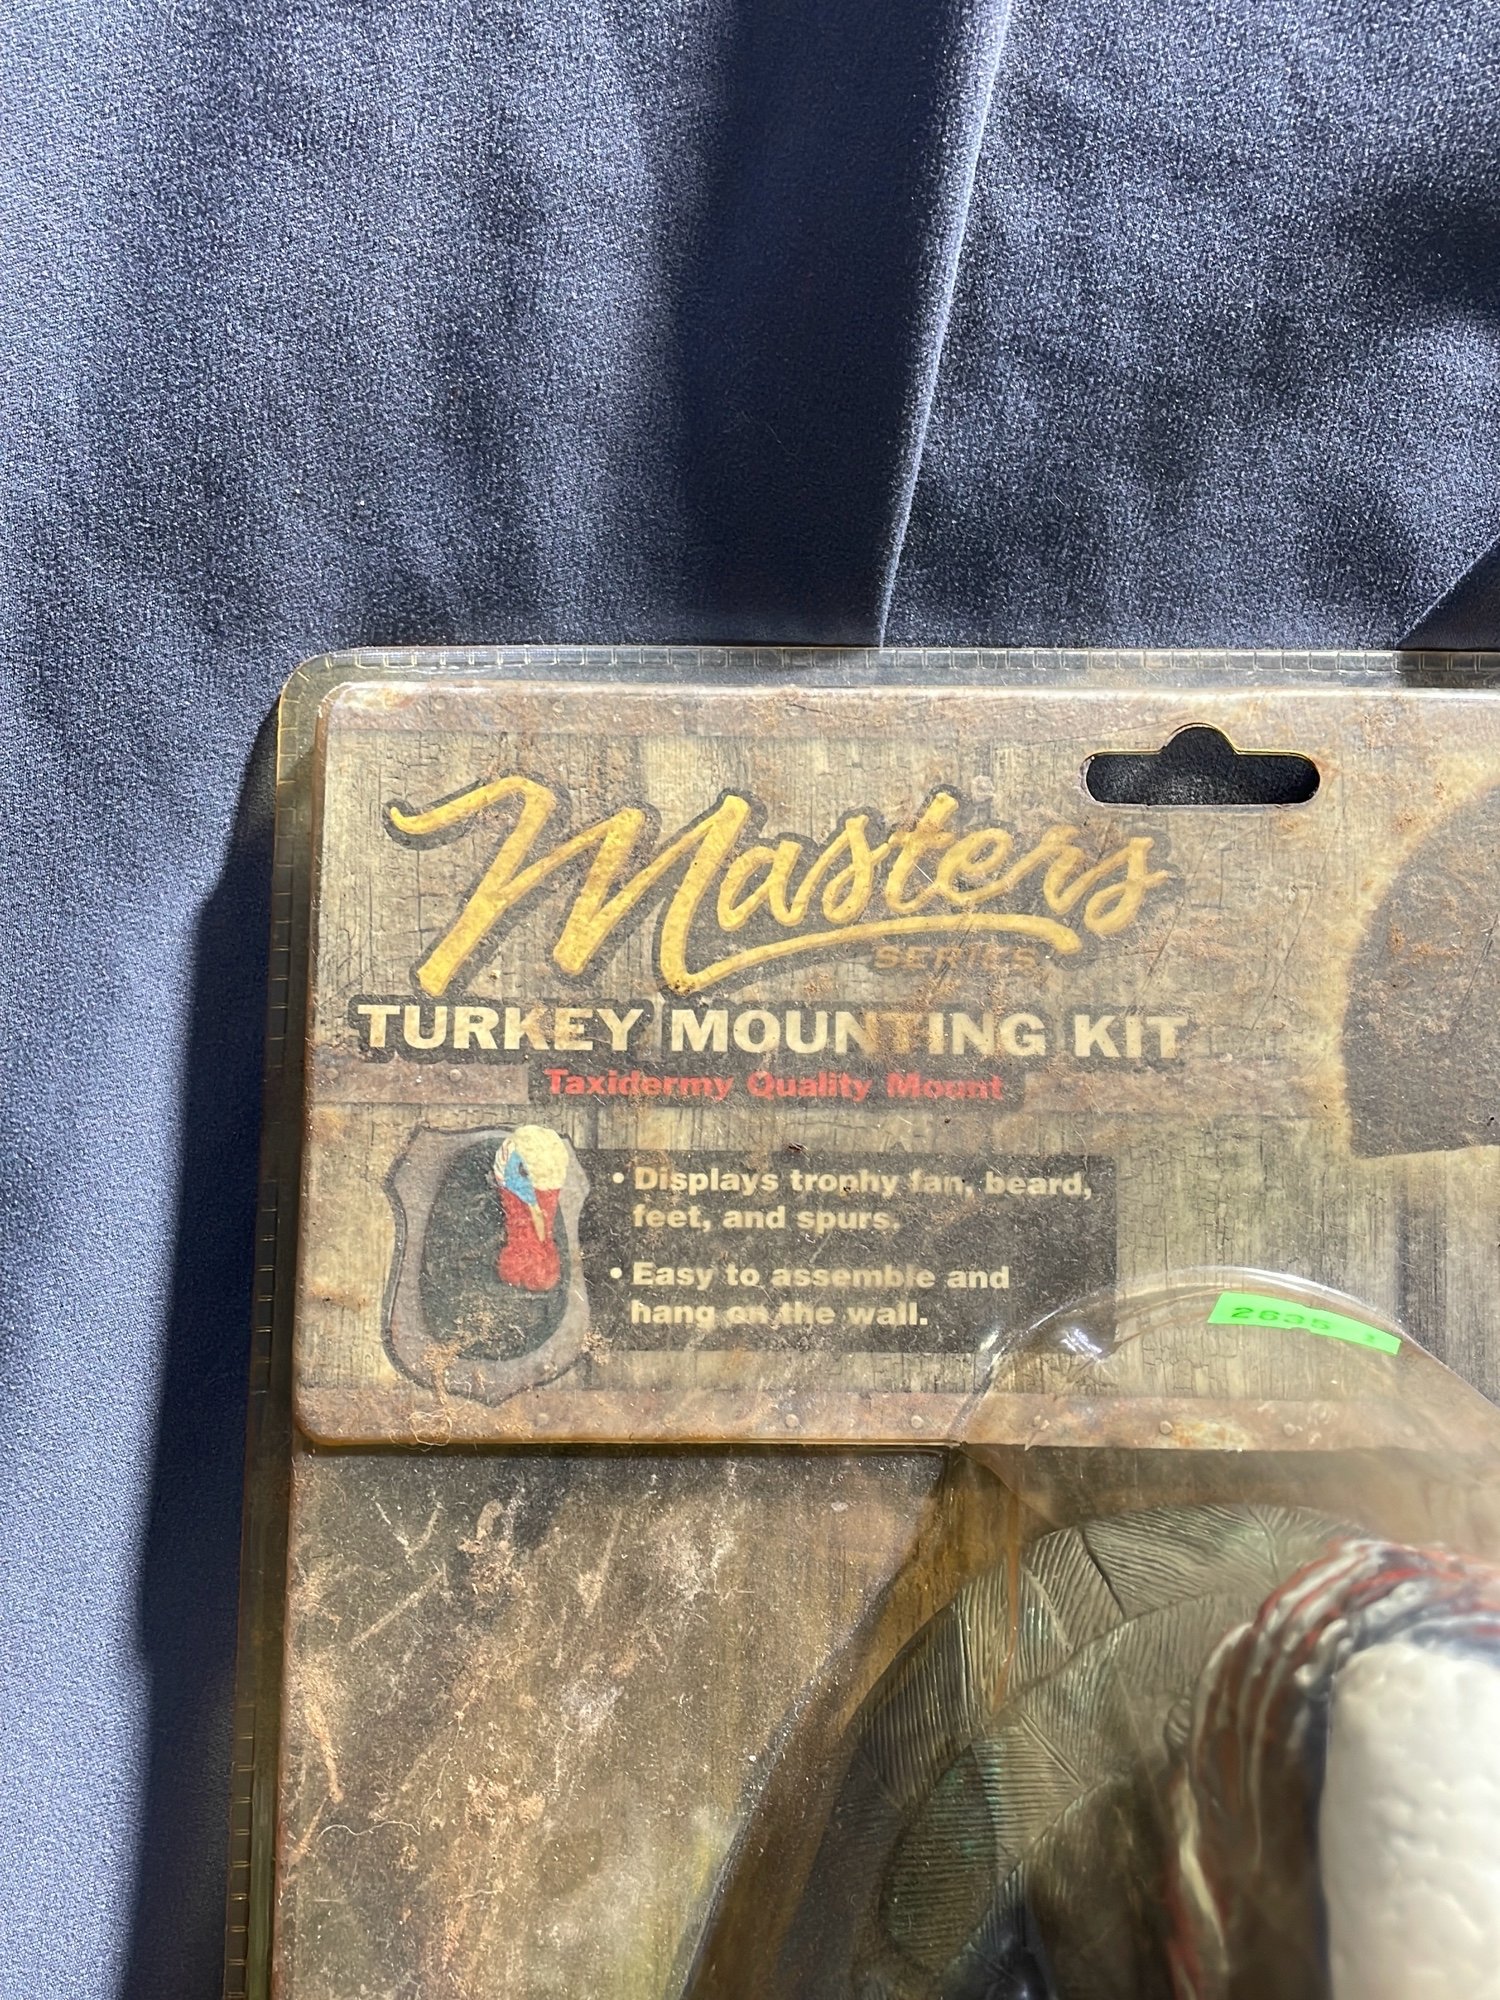 Masters
SERIES
TURKEY MOUNTING KIT
Taxidermy Quality Mount
• Displays trophy fan, beard,
feet, and spurs.
• Easy to assemble and
hang on the wall.
2635